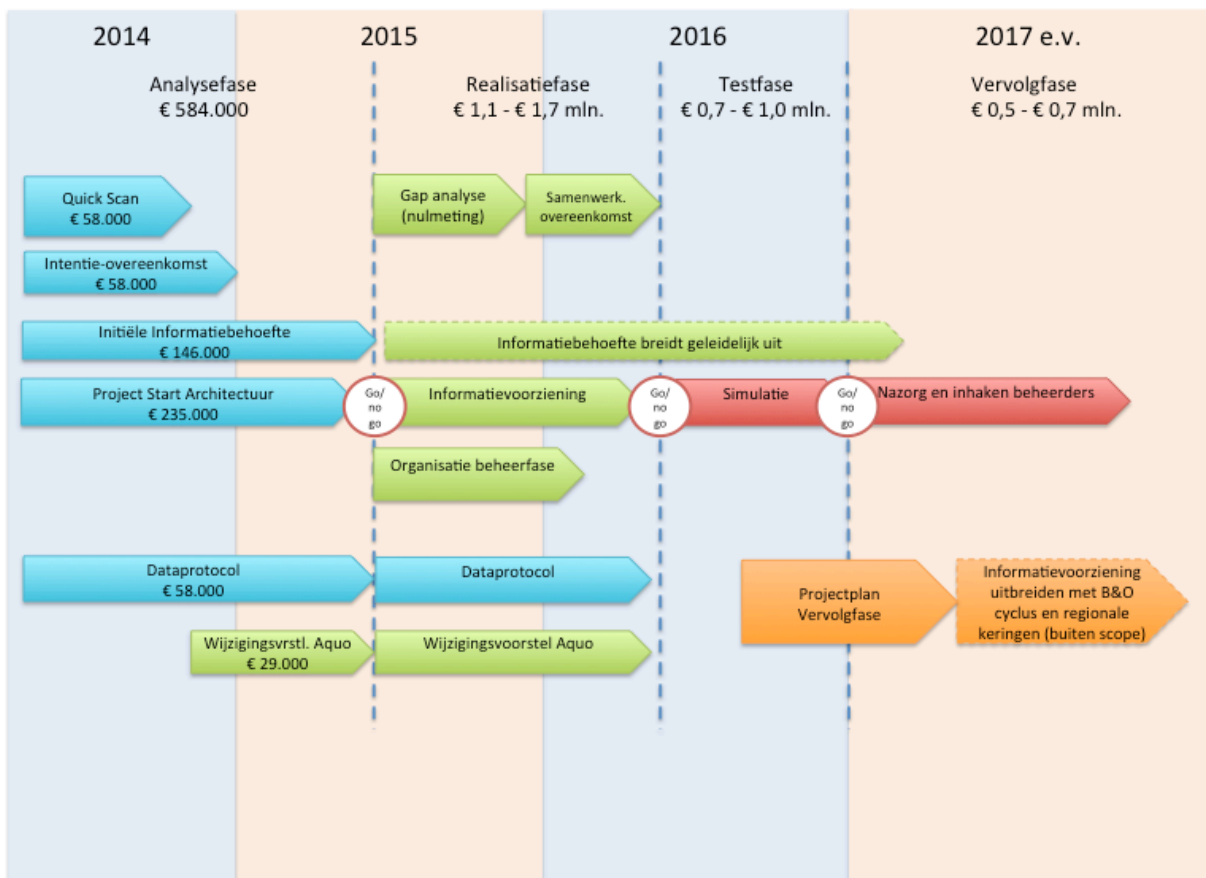 2014
2015
2016
2017 e.v.
Analysefase
€ 584.000
Realisatiefase
€ 1,1 - € 1,7 mln.
Testfase
€ 0,7 - € 1,0 mln.
Vervolgfase
€ 0,5 - € 0,7 mln.
Quick Scan
€ 58.000
Gap analyse
(nulmeting)
Samenwerk.
overeenkomst
Intentie-overeenkomst
€ 58.000
Initiële Informatiebehoefte
€ 146.000
Informatiebehoefte breidt geleidelijk uit
Project Start Architectuur
€ 235.000
Go/
no
go
Informatievoorziening
Go/
no
go
Simulatie
Go/
no
go
Nazorg en inhaken beheerders
Organisatie beheerfase
Dataprotocol
€ 58.000
Dataprotocol
Projectplan
Vervolgfase
Informatievoorziening
uitbreiden met B&O
cyclus en regionale
keringen (buiten scope)
Wijzigingsvrstl. Aquo
€ 29.000
Wijzigingsvoorstel Aquo